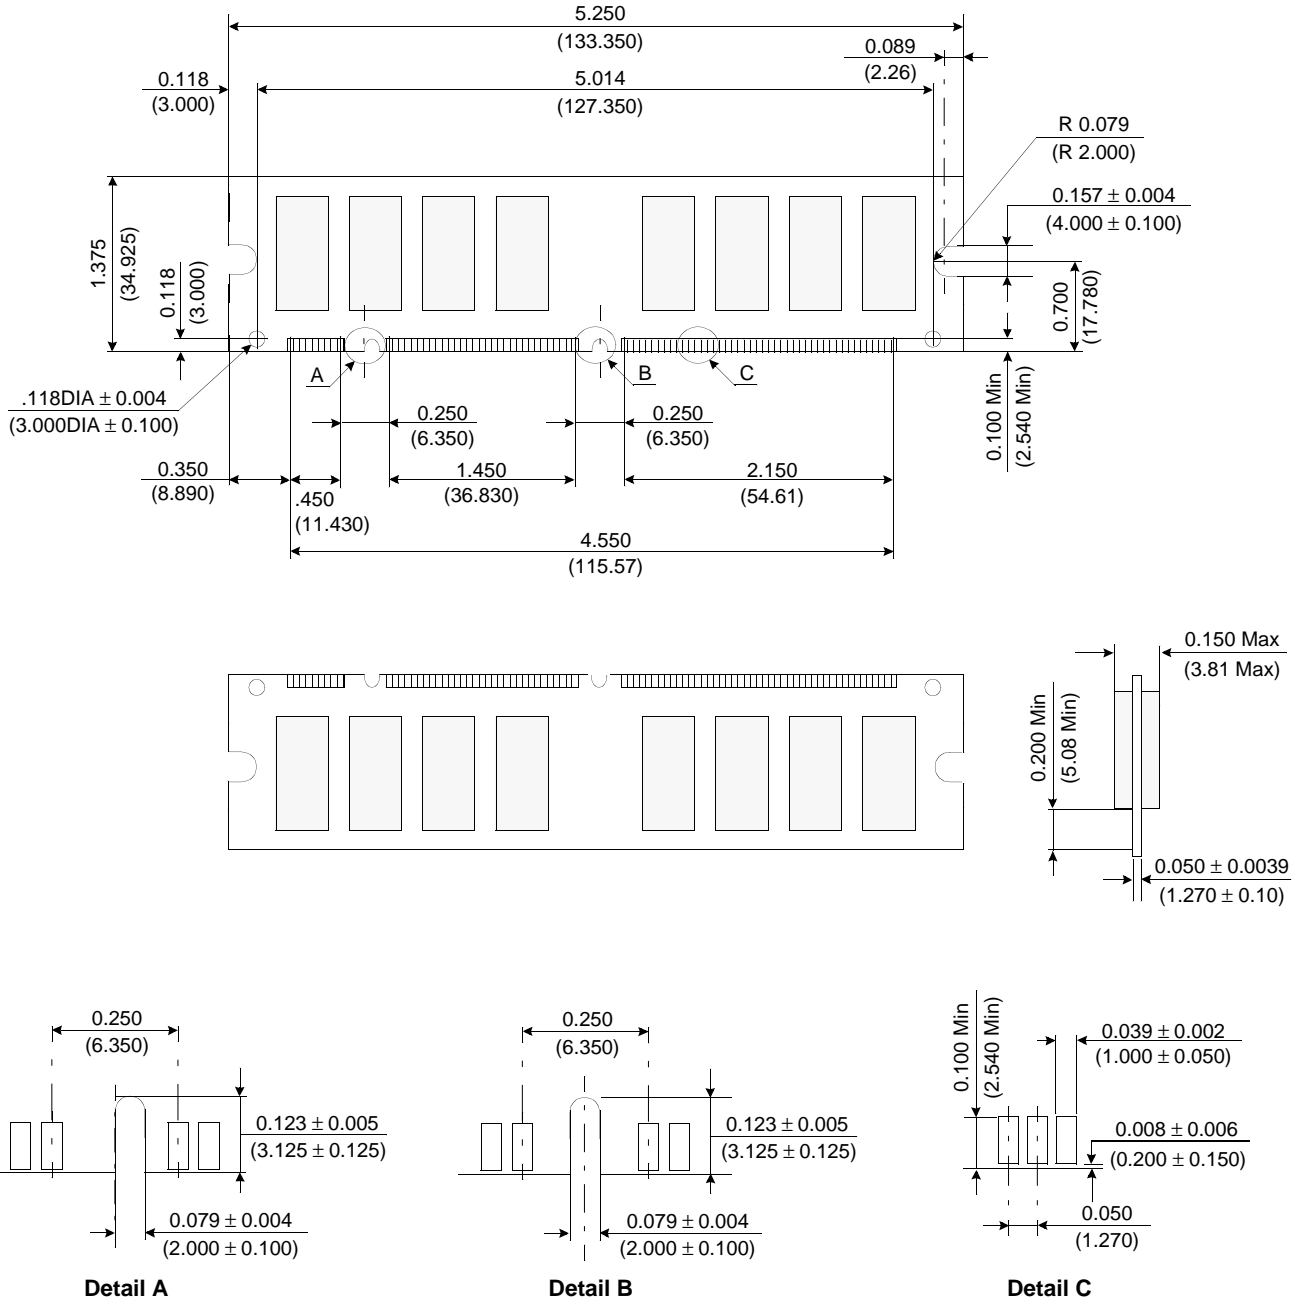 5.250
(133.350)
0.089
(2.26)
0.118
(3.000)
5.014
(127.350)
R 0.079
(R 2.000)
0.157 ± 0.004
(4.000 ± 0.100)
1.375
(34.925)
0.118
(3.000)
0.700
(17.780)
A
B
C
.118DIA ± 0.004
(3.000DIA ± 0.100)
0.250
(6.350)
0.250
(6.350)
0.100 Min
(2.540 Min)
0.350
(8.890)
.450
(11.430)
1.450
(36.830)
2.150
(54.61)
4.550
(115.57)
0.150 Max
(3.81 Max)
0.200 Min
(5.08 Min)
0.050 ± 0.0039
(1.270 ± 0.10)
0.250
(6.350)
0.123 ± 0.005
(3.125 ± 0.125)
0.079 ± 0.004
(2.000 ± 0.100)
Detail A
0.250
(6.350)
0.123 ± 0.005
(3.125 ± 0.125)
0.079 ± 0.004
(2.000 ± 0.100)
Detail B
0.100 Min
(2.540 Min)
0.039 ± 0.002
(1.000 ± 0.050)
0.008 ± 0.006
(0.200 ± 0.150)
0.050
(1.270)
Detail C